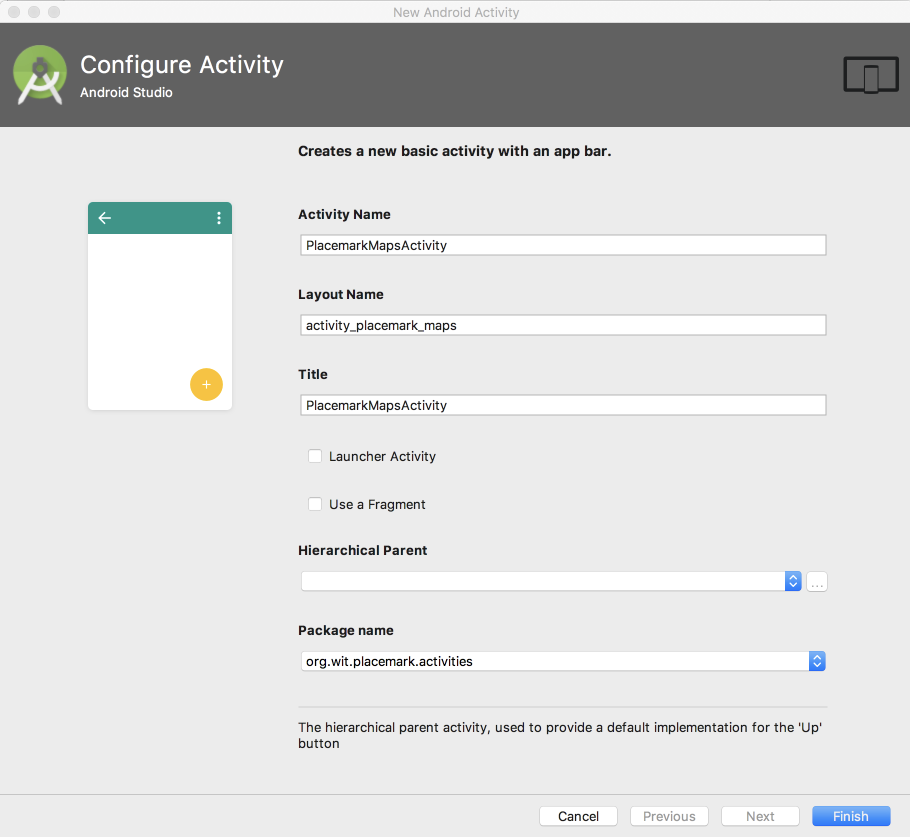 New Android Activity
Configure Activity
Android Studio
Creates a new basic activity with an app bar.
Activity Name
PlacemarkMapsActivity
Layout Name
activity_placemark_maps
Title
PlacemarkMapsActivity
Launcher Activity
Use a Fragment
Hierarchical Parent
...
Package name
org.wit.placemark.activities
The hierarchical parent activity, used to provide a default implementation for the 'Up'
button
Cancel
Previous
Next
Finish